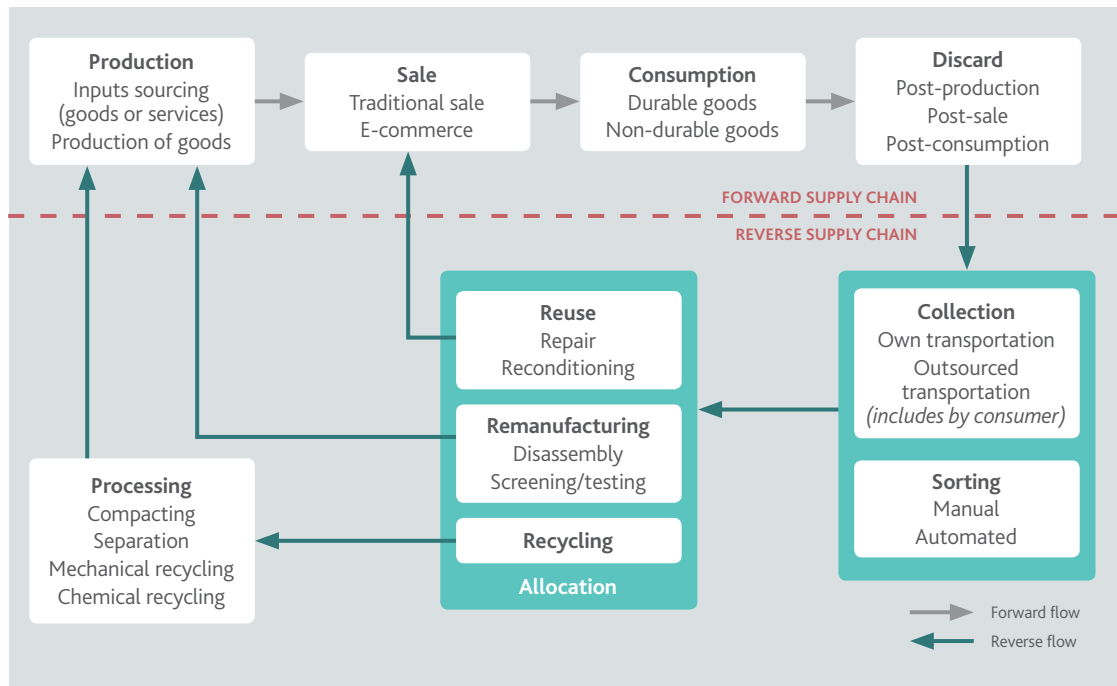 Production
Inputs sourcing
(goods or services)
Production of goods
Sale
Traditional sale
E-commerce
Consumption
Durable goods
Non-durable goods
Discard
Post-production
Post-sale
Post-consumption
FORWARD SUPPLY CHAIN
REVERSE SUPPLY CHAIN
Reuse
Repair
Reconditioning
Remanufacturing
Disassembly
Screening/testing
Recycling
Allocation
Collection
Own transportation
Outsourced
transportation
(includes by consumer)
Sorting
Manual
Automated
Processing
Compacting
Separation
Mechanical recycling
Chemical recycling
Forward flow
Reverse flow